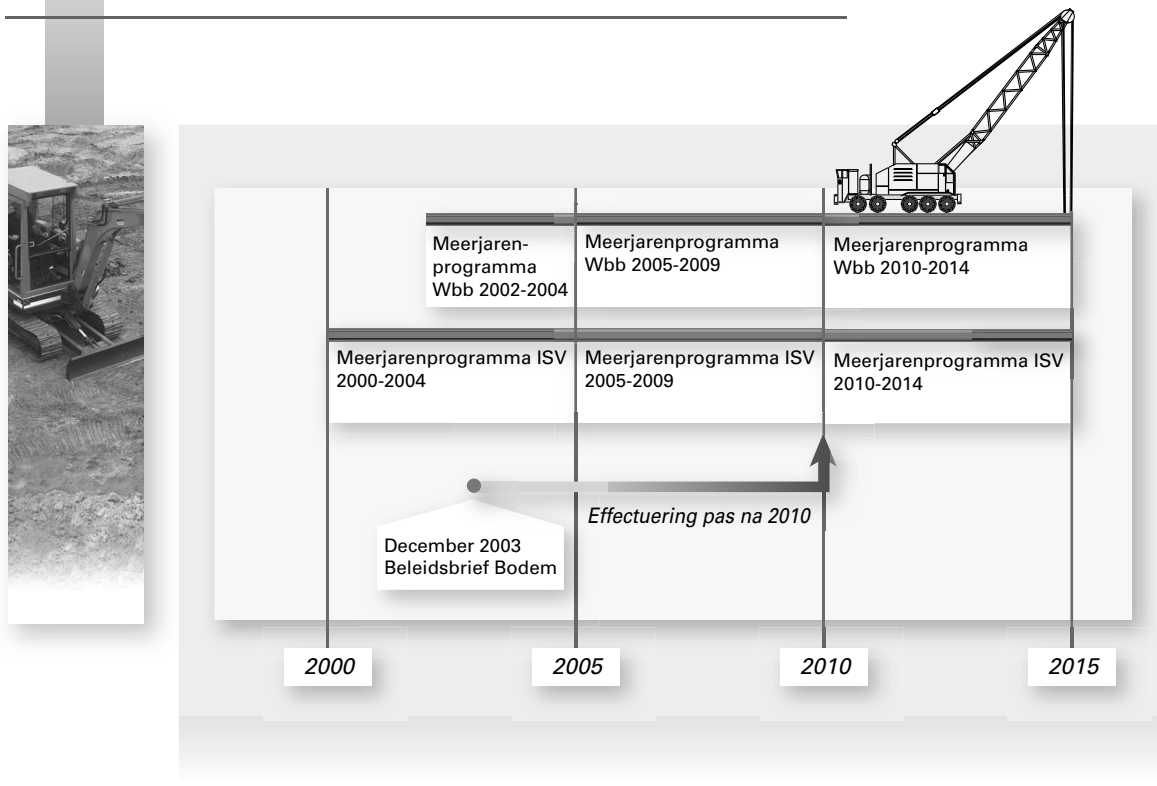 Meerjaren-
programma
Wbb 2002-2004
Meerjarenprogramma
Wbb 2005-2009
Meerjarenprogramma
Wbb 2010-2014
Meerjarenprogramma ISV
2000-2004
Meerjarenprogramma ISV
2005-2009
Meerjarenprogramma ISV
2010-2014
Effectuering pas na 2010
December 2003
Beleidsbrief Bodem
2000
2005
2010
2015